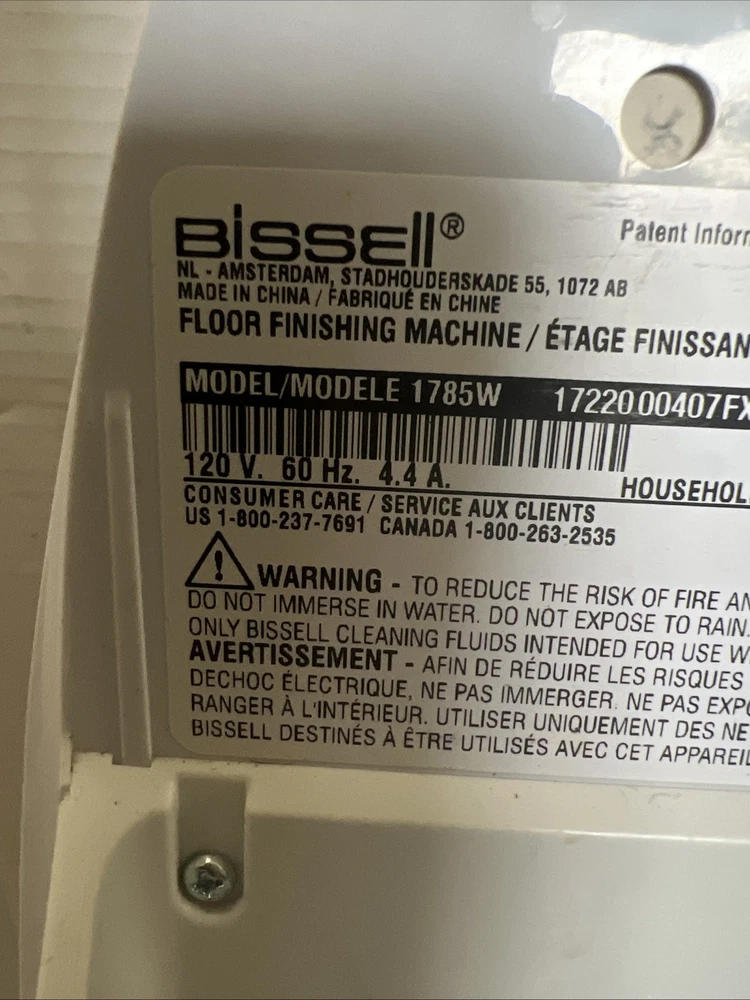 BISSELL®
Patent Inform
NL - AMSTERDAM, STADHOUDERSKADE 55, 1072 AB
MADE IN CHINA / FABRIQUÉ EN CHINE
FLOOR FINISHING MACHINE / ÉTAGE FINISSAN
MODEL/MODELE 1785W 17220 00407FX
120 V. 60 Hz. 4.4 A.
HOUSEHOL
CONSUMER CARE / SERVICE AUX CLIENTS
US 1-800-237-7691 CANADA 1-800-263-2535
WARNING - TO REDUCE THE RISK OF FIRE AN
DO NOT IMMERSE IN WATER. DO NOT EXPOSE TO RAIN.
ONLY BISSELL CLEANING FLUIDS INTENDED FOR USE W
AVERTISSEMENT - AFIN DE RÉDUIRE LES RISQUES
DECHOC ÉLECTRIQUE, NE PAS IMMERGER. NE PAS EXPO
RANGER À L'INTÉRIEUR. UTILISER UNIQUEMENT DES NE
BISSELL DESTINÉS À ÊTRE UTILISÉS AVEC CET APPAREIL